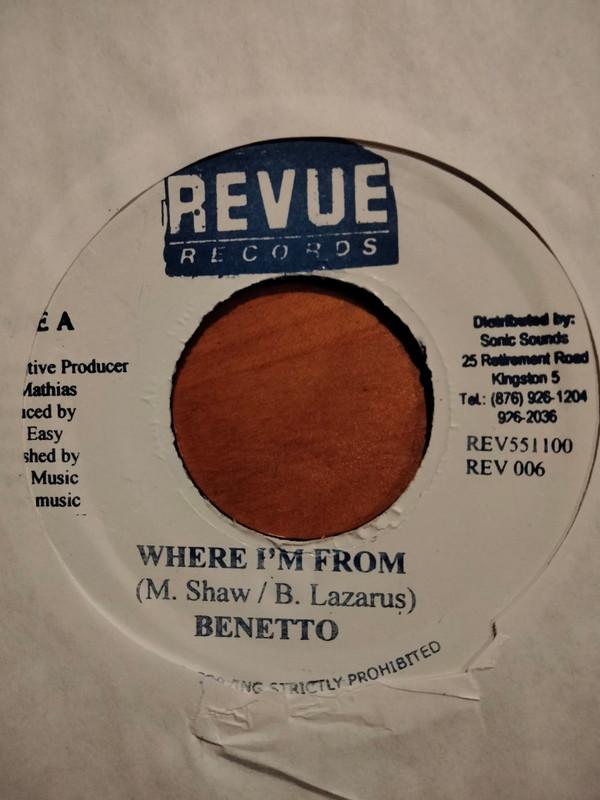 REVUE
RECORDS
E A
tive Producer
Mathias
ced by
Easy
shed by
Music
music
Distributed by:
Sonic Sounds
25 Retirement Road
Kingston 5
Tel.: (876) 926-1204
926-2036
REV551100
REV 006
WHERE I'M FROM
(M. Shaw / B. Lazarus)
BENETTO
STRICTLY PROHIBITED